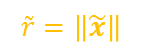 r̃ = ‖x̃‖